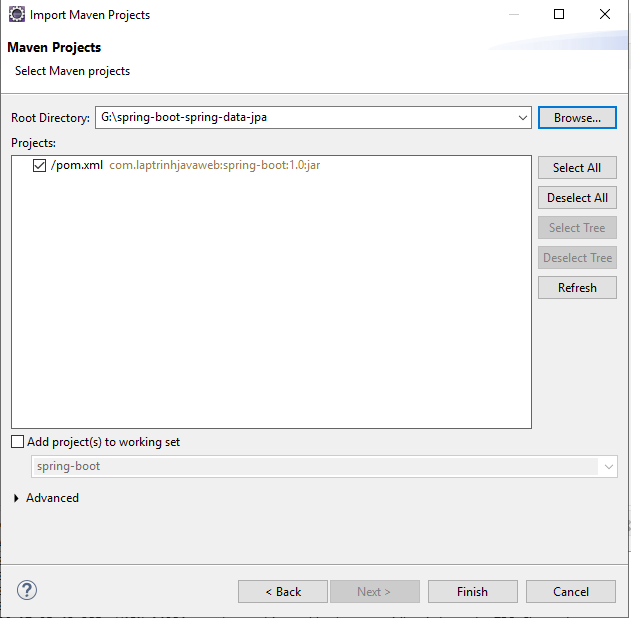 Import Maven Projects
Maven Projects
Select Maven projects
Root Directory: G:\spring-boot-spring-data-jpa Browse...
Projects:
/pom.xml com.laptrinhjavaweb:spring-boot:1.0:jar
Select All
Deselect All
Select Tree
Deselect Tree
Refresh
Add project(s) to working set
spring-boot
Advanced
? < Back Next > Finish Cancel